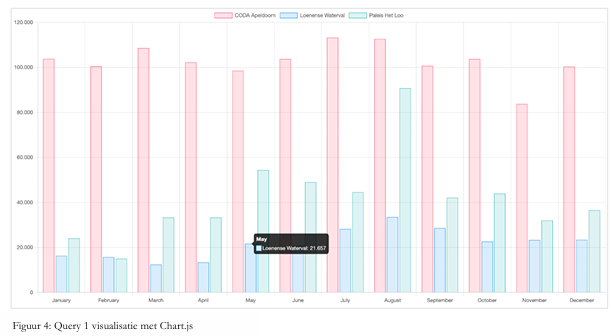 CODA Apeldoorn Loenense Waterval Paleis Het Loo
120.000
100.000
80.000
60.000
40.000
20.000
0
May
Loenense Waterval: 21.657
January February March April May June July August September October November December
Figuur 4: Query 1 visualisatie met Chart.js